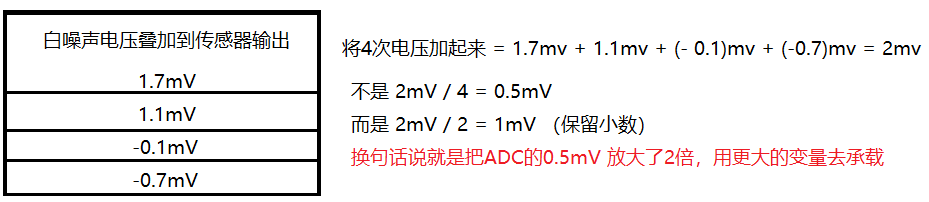 白噪声电压叠加到传感器输出
1.7mV
1.1mV
-0.1mV
-0.7mV
将4次电压加起来 = 1.7mv + 1.1mv + (- 0.1)mv + (-0.7)mv = 2mv
不是 2mV / 4 = 0.5mV
而是 2mV / 2 = 1mV （保留小数）
换句话说就是把ADC的0.5mV 放大了2倍，用更大的变量去承载